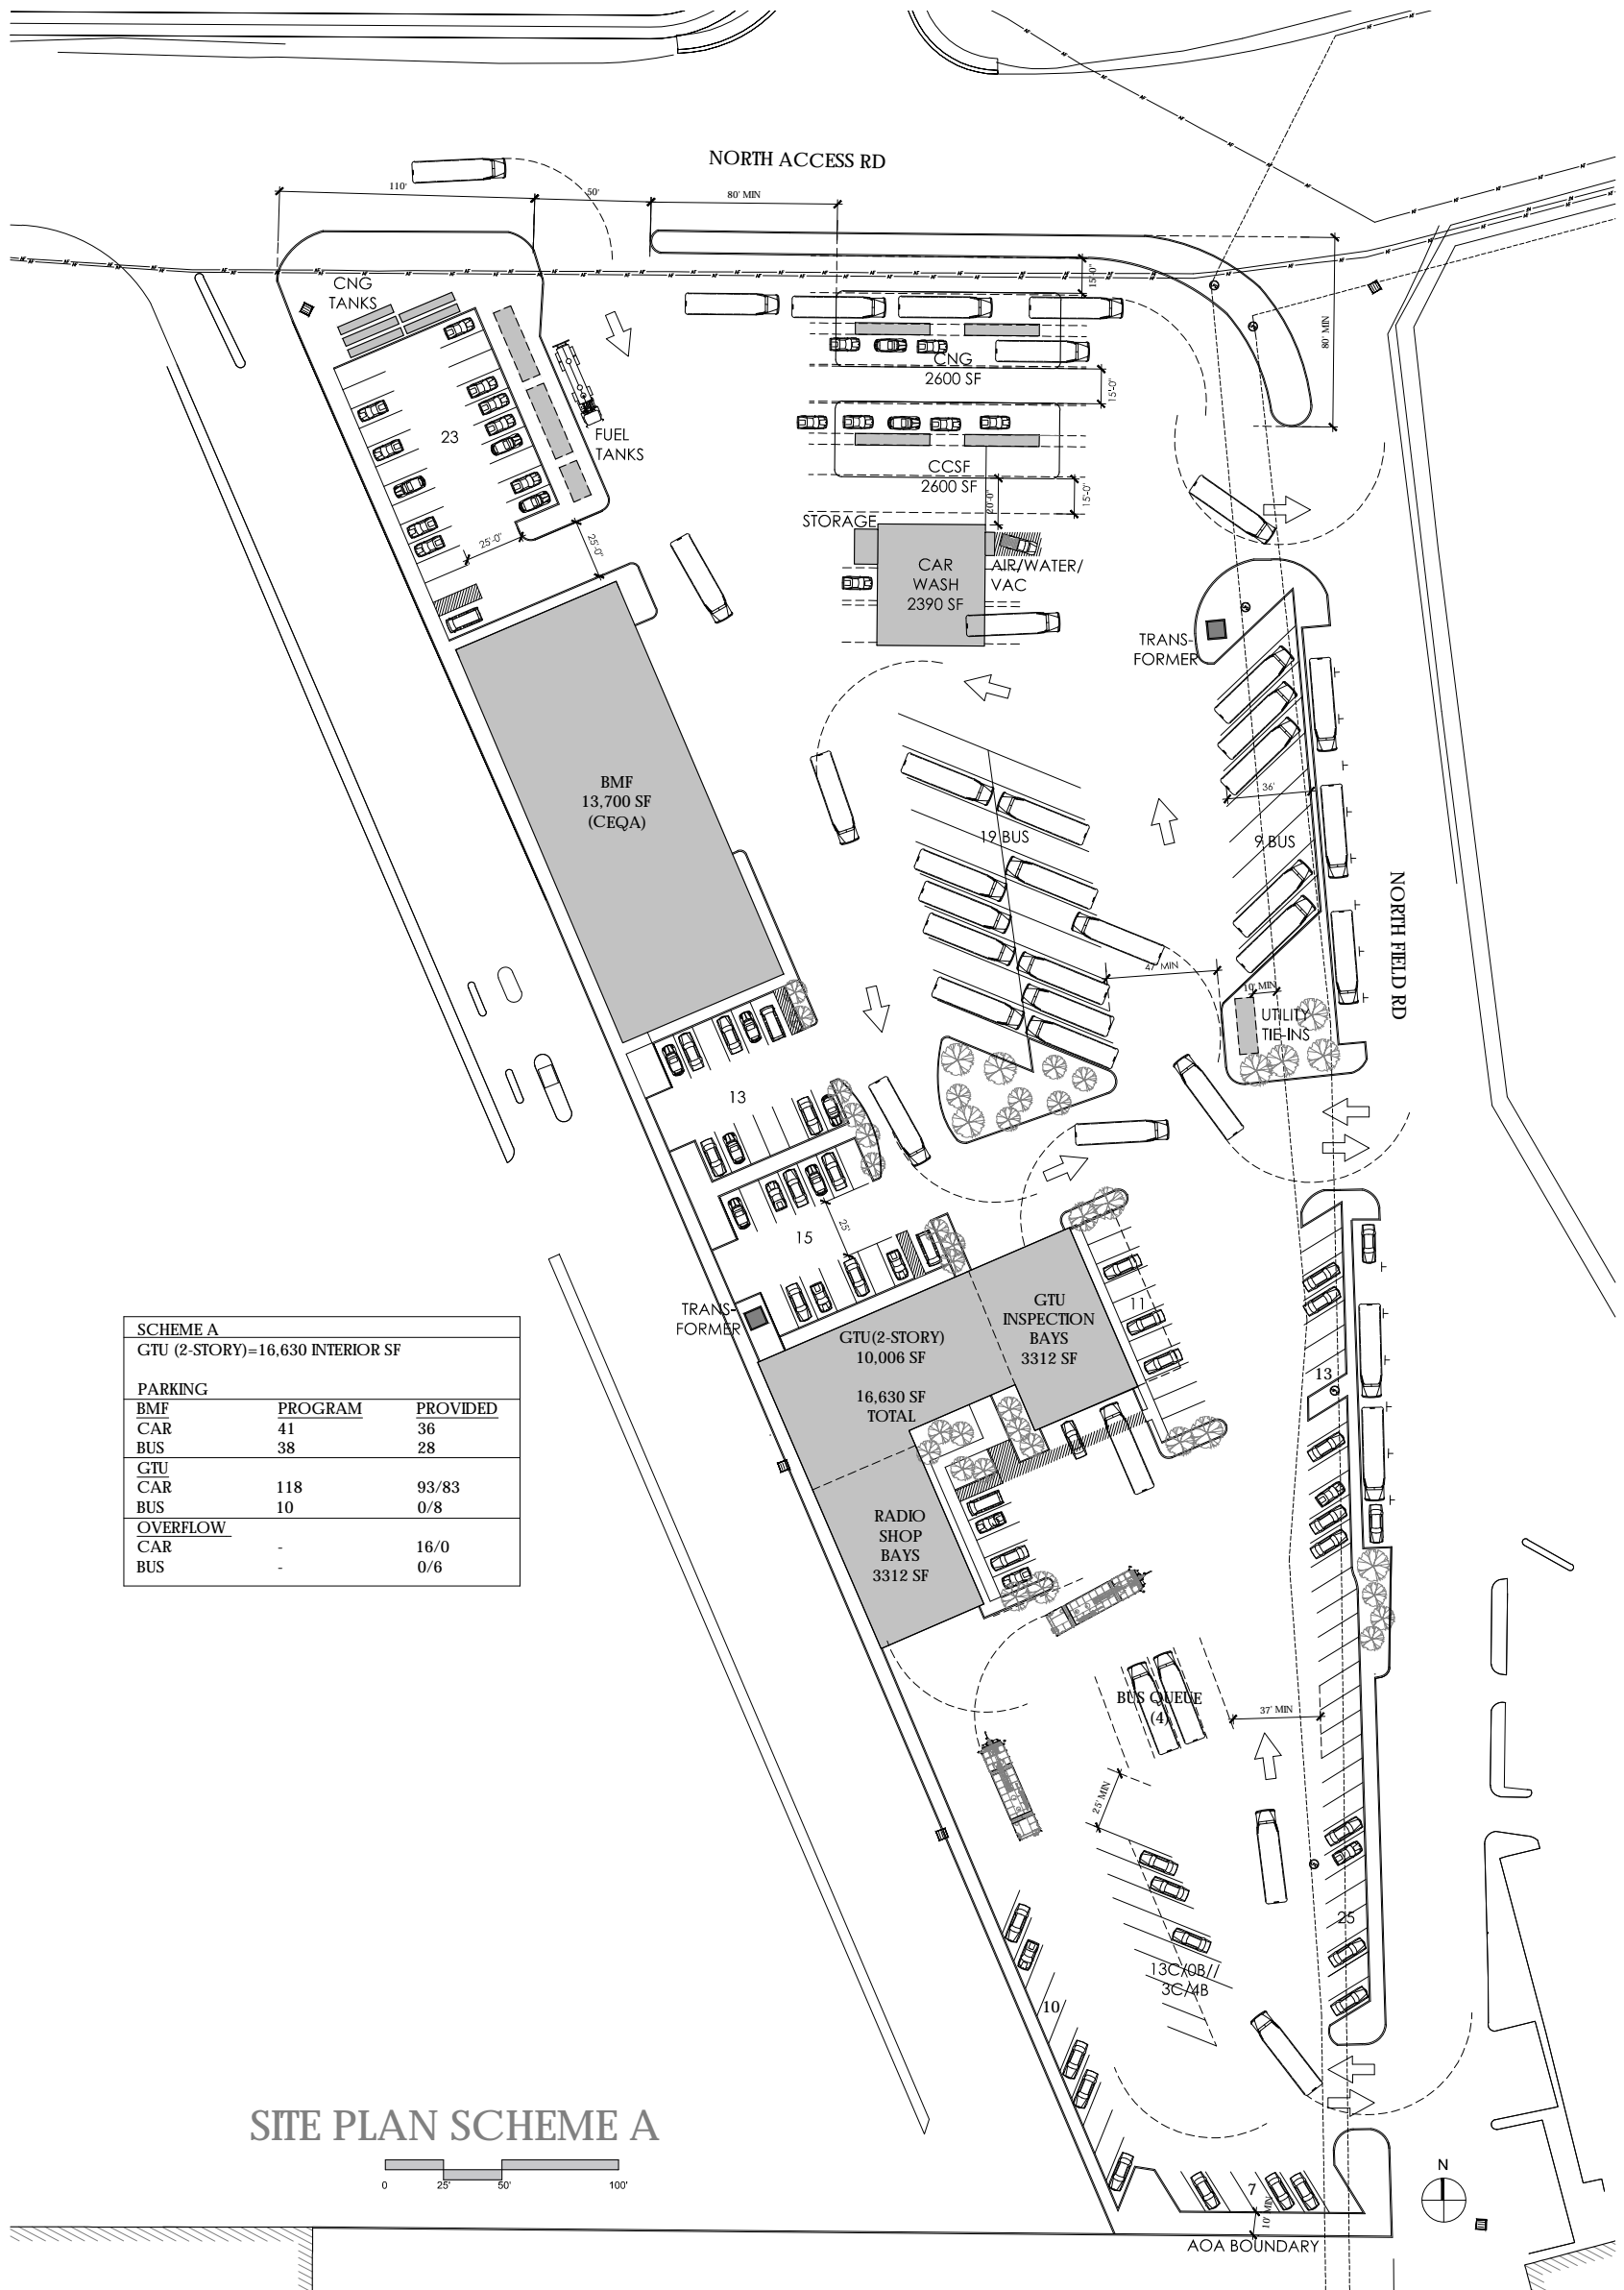 NORTH ACCESS RD
110'
50'
80' MIN
CNG
TANKS
15'-0"
80' MIN
CNG
2600 SF
15'-0"
23
FUEL
TANKS
CCSF
2600 SF
20'-0"
15'-0"
STORAGE
25'-0"
25'-0"
CAR
WASH
2390 SF
AIR/WATER/
VAC
TRANS-
FORMER
BMF
13,700 SF
(CEQA)
36'
19 BUS
9 BUS
NORTH FIELD RD
47' MIN
10' MIN
UTILITY
TIE-INS
13
15
25'
TRANS-
FORMER
GTU
INSPECTION
BAYS
3312 SF
11
GTU(2-STORY)
10,006 SF
16,630 SF
TOTAL
13
SCHEME A
GTU (2-STORY)=16,630 INTERIOR SF
PARKING
BMF PROGRAM PROVIDED
CAR 41 36
BUS 38 28
GTU
CAR 118 93/83
BUS 10 0/8
OVERFLOW
CAR - 16/0
BUS - 0/6
RADIO
SHOP
BAYS
3312 SF
BUS QUEUE
(4)
37' MIN
25' MIN
25
13C/0B//
3C/4B
10
SITE PLAN SCHEME A
0 25' 50' 100'
7
10' MIN
N
AOA BOUNDARY